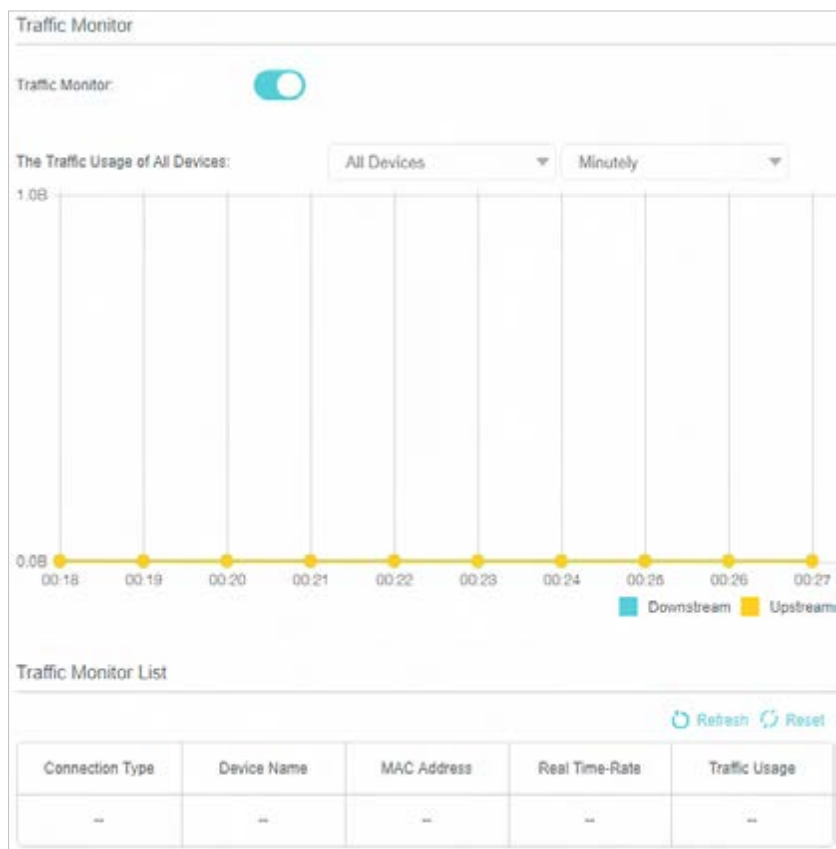 Traffic Monitor
Traffic Monitor:
The Traffic Usage of All Devices: All Devices Minutely
1.0B
0.0B
00:18 00:19 00:20 00:21 00:22 00:23 00:24 00:25 00:26 00:27
Downstream Upstream
Traffic Monitor List
Refresh Reset
Connection Type Device Name MAC Address Real Time-Rate Traffic Usage
-- -- -- -- --